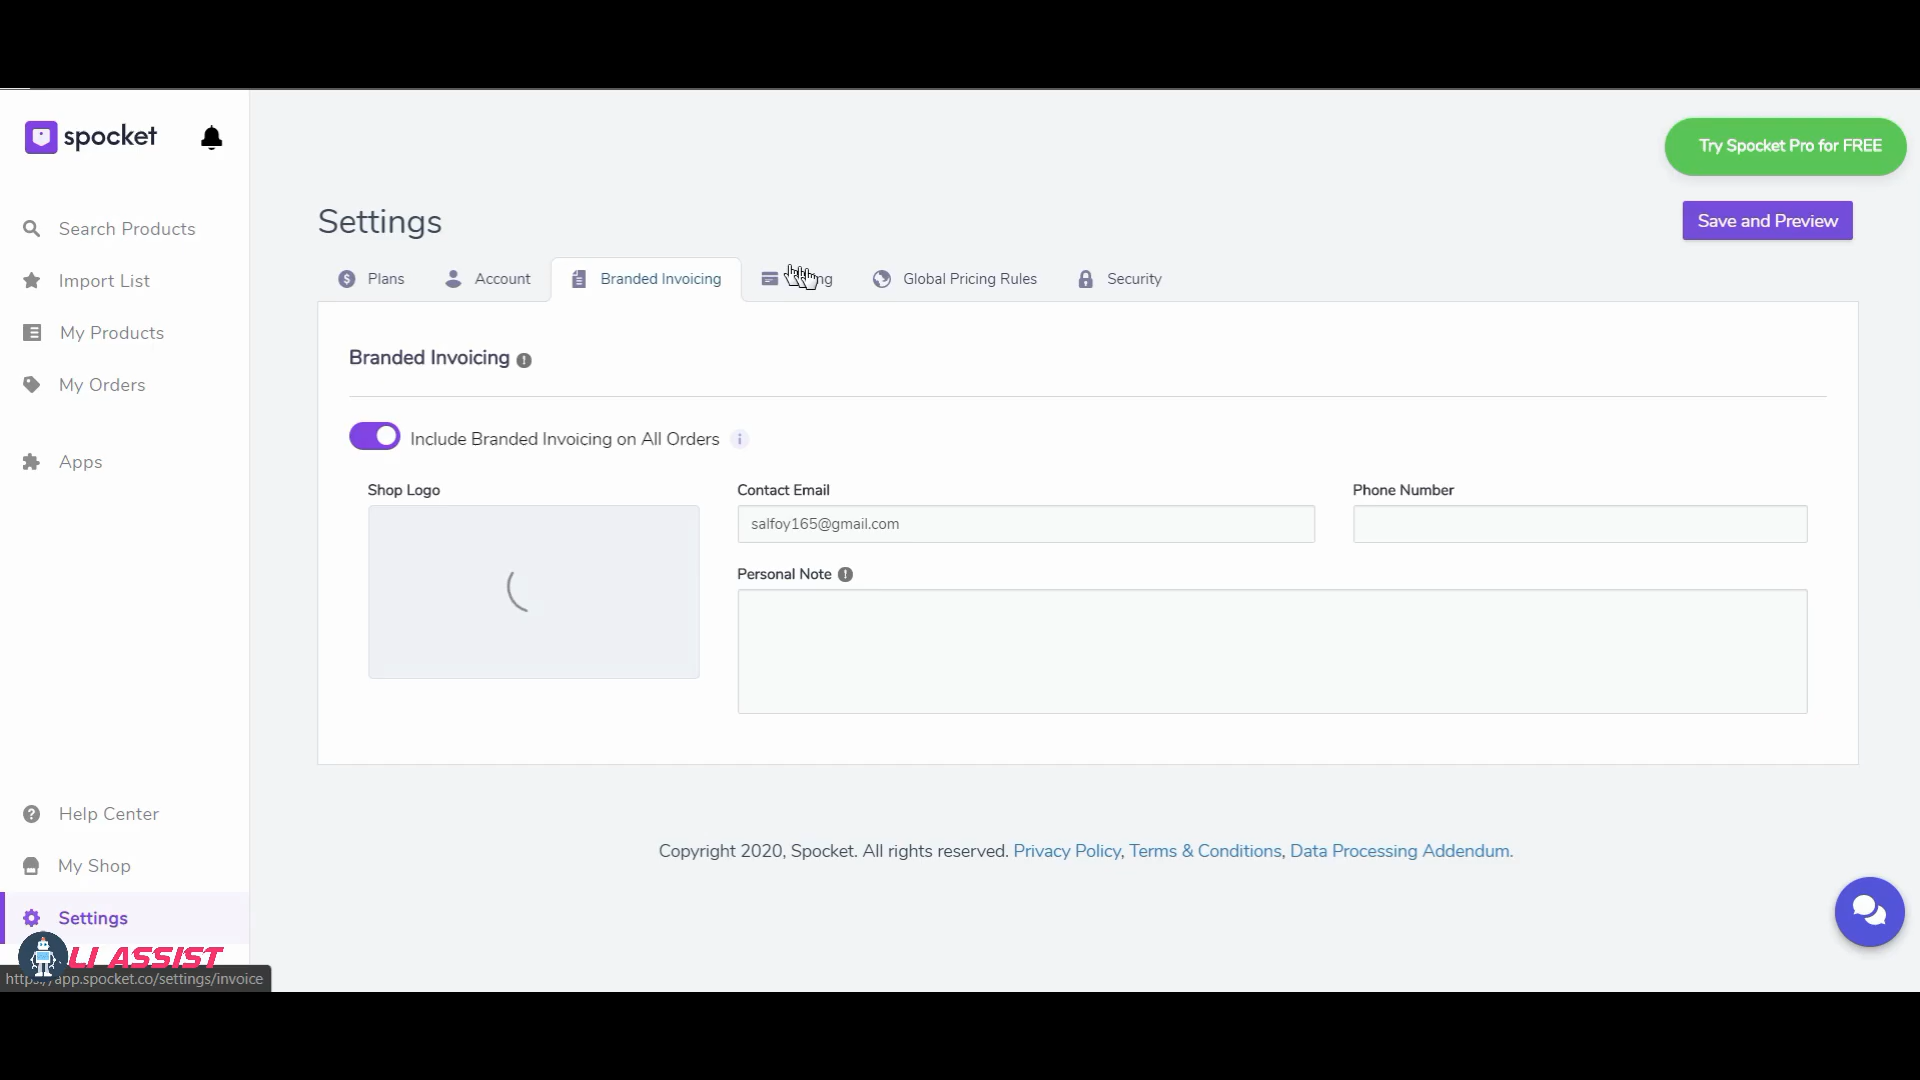 spocket
Try Spocket Pro for FREE
Search Products
Import List
My Products
My Orders
Apps
Help Center
My Shop
Settings
LI ASSIST
https://app.spocket.co/settings/invoice
Settings
Save and Preview
Plans
Account
Branded Invoicing
Global Pricing Rules
Security
Branded Invoicing
Include Branded Invoicing on All Orders
Shop Logo
Contact Email
Phone Number
salfoy165@gmail.com
Personal Note
Copyright 2020, Spocket. All rights reserved. Privacy Policy, Terms & Conditions, Data Processing Addendum.